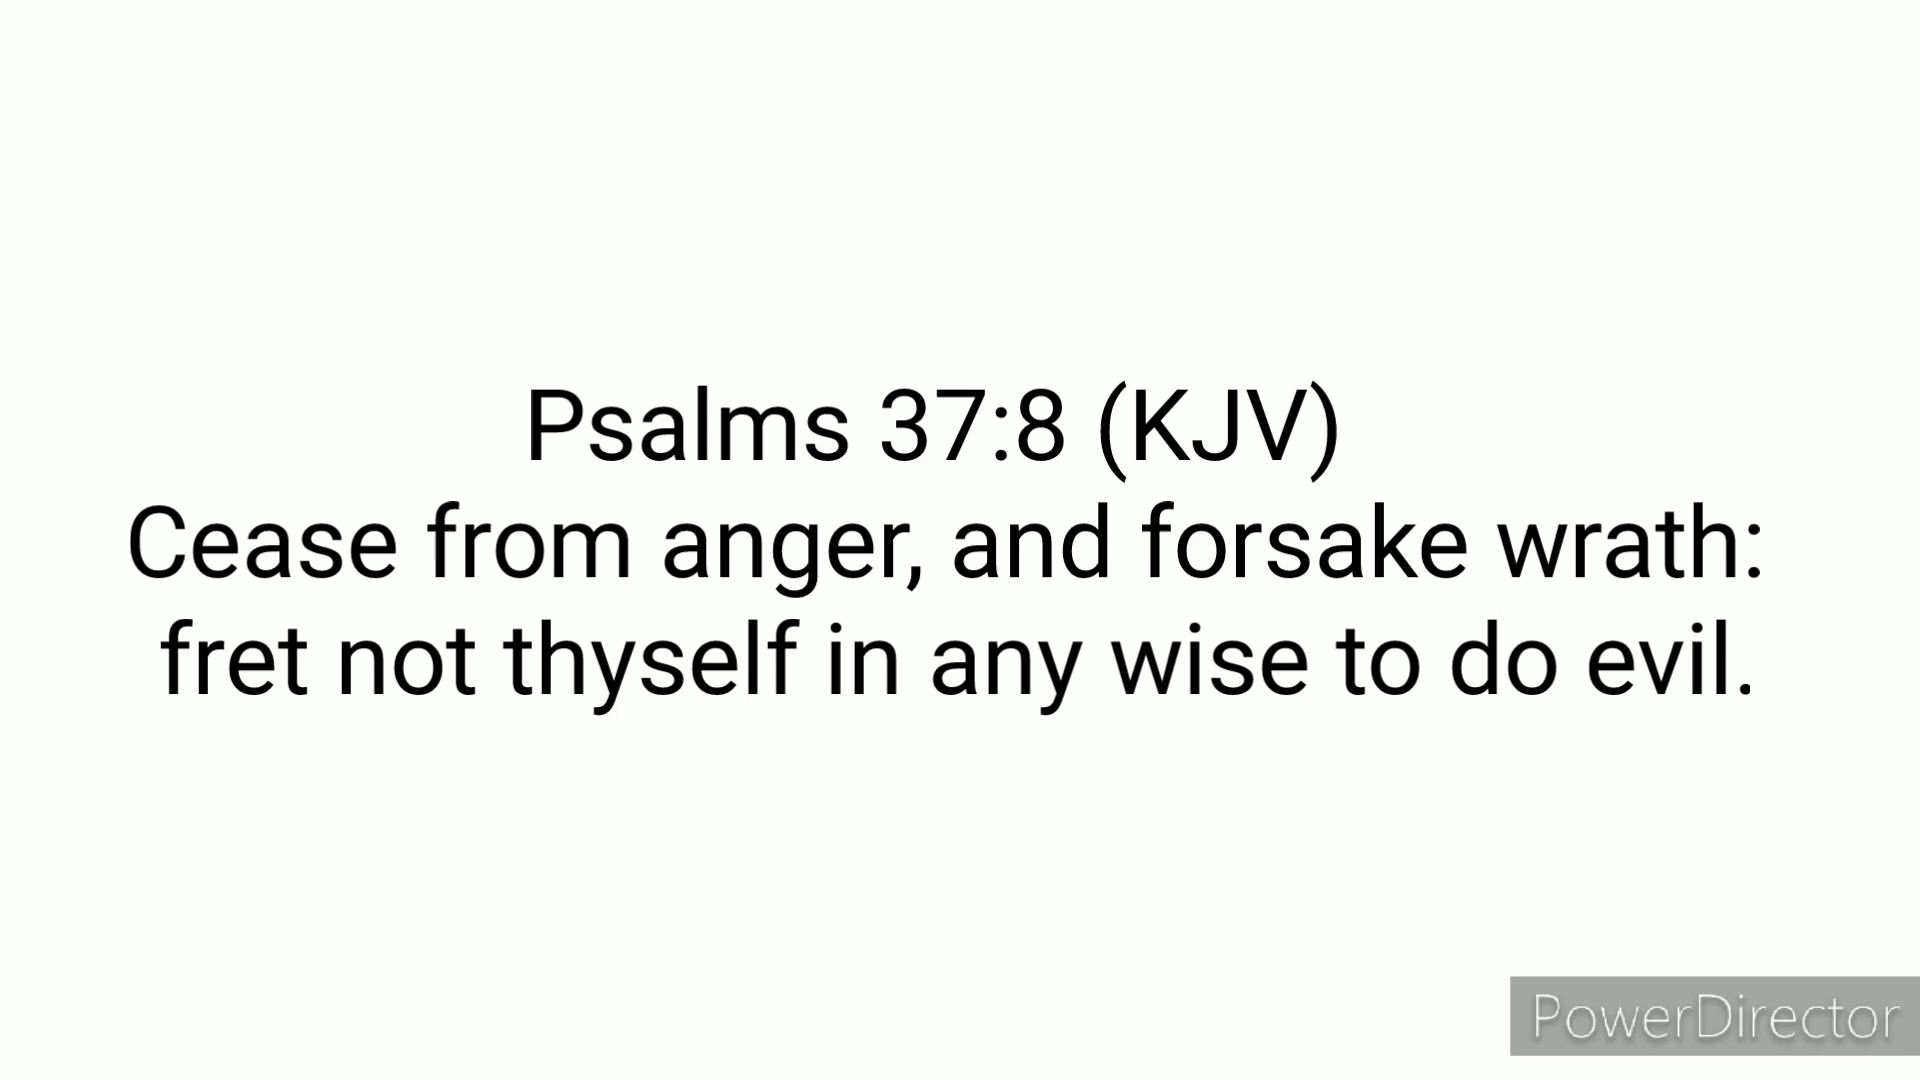 Psalms 37:8 (KJV)
Cease from anger, and forsake wrath:
fret not thyself in any wise to do evil.
PowerDirector